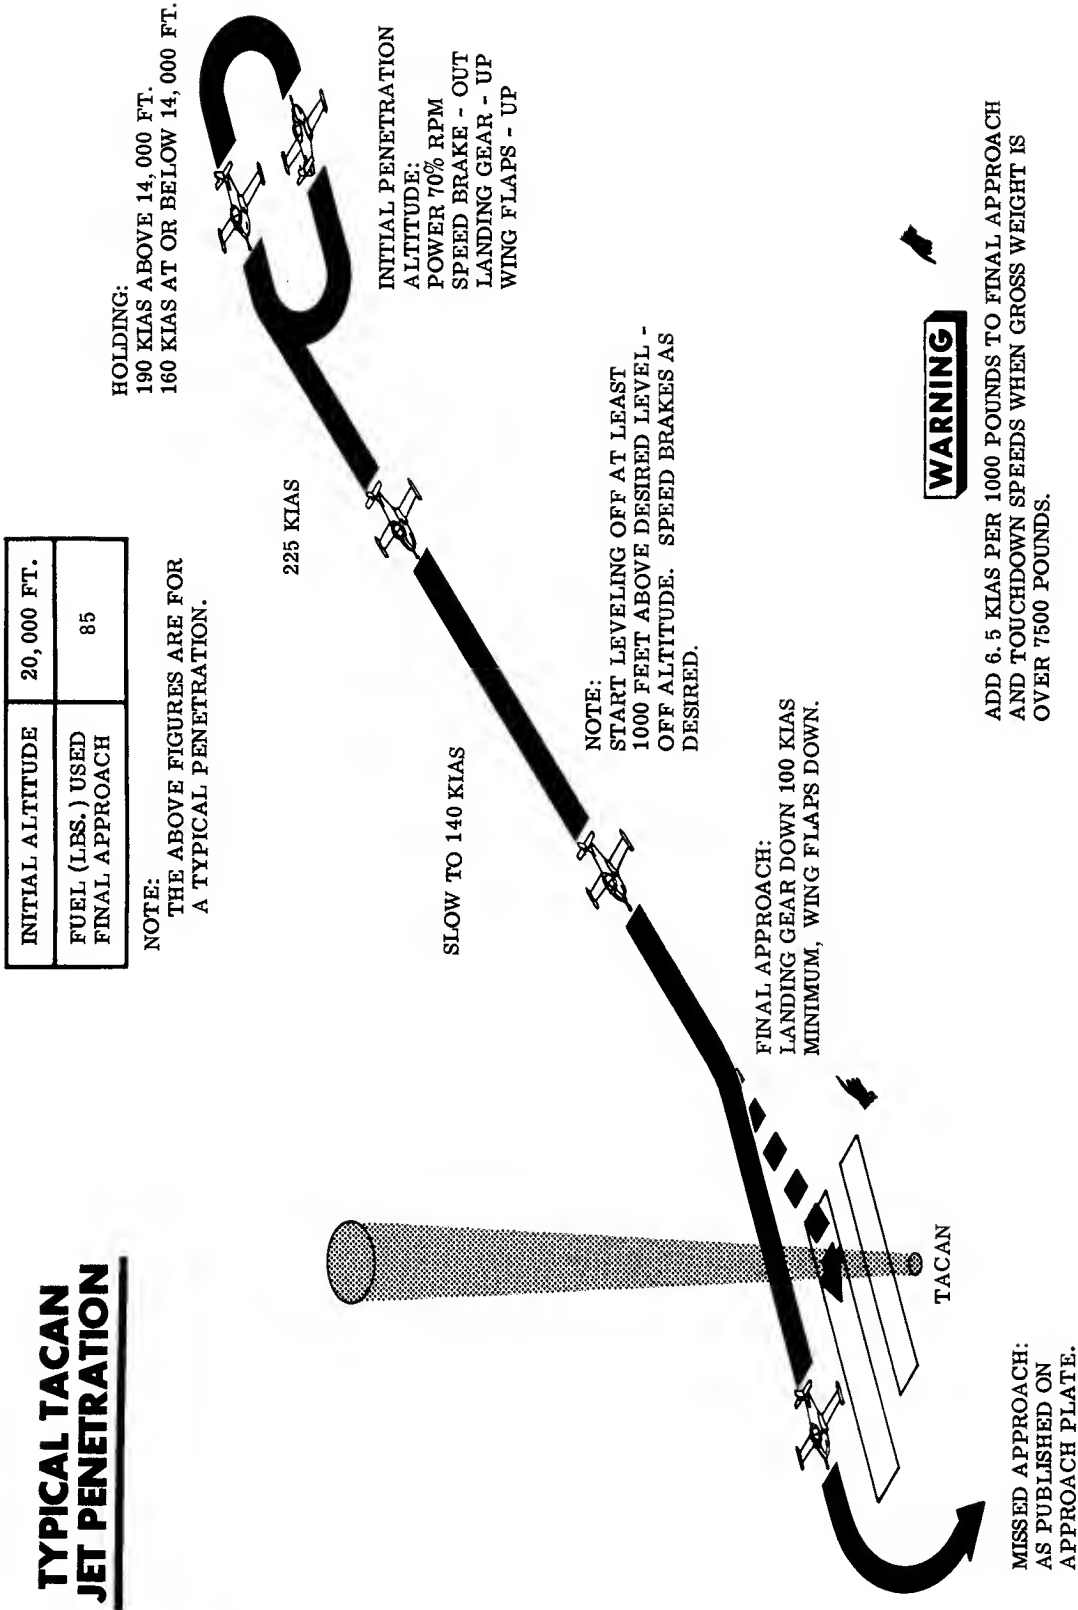 TYPICAL TACAN
JET PENETRATION
INITIAL ALTITUDE 20,000 FT.
FUEL (LBS.) USED
FINAL APPROACH 85
NOTE:
THE ABOVE FIGURES ARE FOR
A TYPICAL PENETRATION.
HOLDING:
190 KIAS ABOVE 14,000 FT.
160 KIAS AT OR BELOW 14,000 FT.
INITIAL PENETRATION
ALTITUDE:
POWER 70% RPM
SPEED BRAKE - OUT
LANDING GEAR - UP
WING FLAPS - UP
225 KIAS
SLOW TO 140 KIAS
NOTE:
START LEVELING OFF AT LEAST
1000 FEET ABOVE DESIRED LEVEL -
OFF ALTITUDE. SPEED BRAKES AS
DESIRED.
FINAL APPROACH:
LANDING GEAR DOWN 100 KIAS
MINIMUM, WING FLAPS DOWN.
TACAN
MISSED APPROACH:
AS PUBLISHED ON
APPROACH PLATE.
WARNING
ADD 6.5 KIAS PER 1000 POUNDS TO FINAL APPROACH
AND TOUCHDOWN SPEEDS WHEN GROSS WEIGHT IS
OVER 7500 POUNDS.